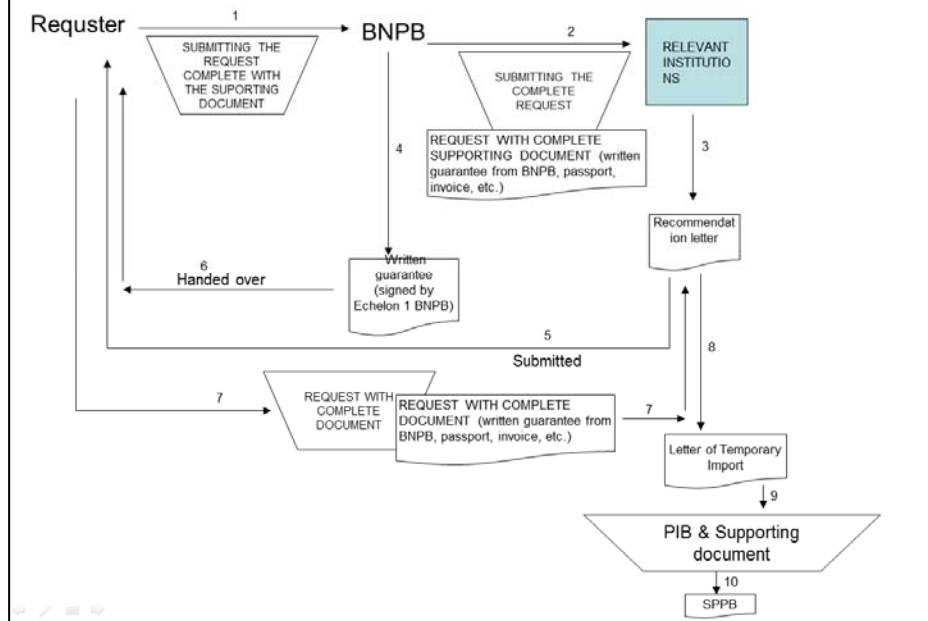 Requster
1
BNPB
2
SUBMITTING THE
REQUEST
COMPLETE WITH
THE SUPORTING
DOCUMENT
SUBMITTING THE
COMPLETE
REQUEST
RELEVANT
INSTITUTIO
NS
REQUEST WITH COMPLETE
SUPPORTING DOCUMENT (written
guarantee from BNPB, passport,
invoice, etc.)
4
3
Recommendat
ion letter
Written
guarantee
(signed by
Echelon 1 BNPB)
6
Handed over
5
Submitted
8
7
REQUEST WITH
COMPLETE
DOCUMENT
REQUEST WITH COMPLETE
DOCUMENT (written guarantee from
BNPB, passport, invoice, etc.)
7
Letter of Temporary
Import
9
PIB & Supporting
document
10
SPPB